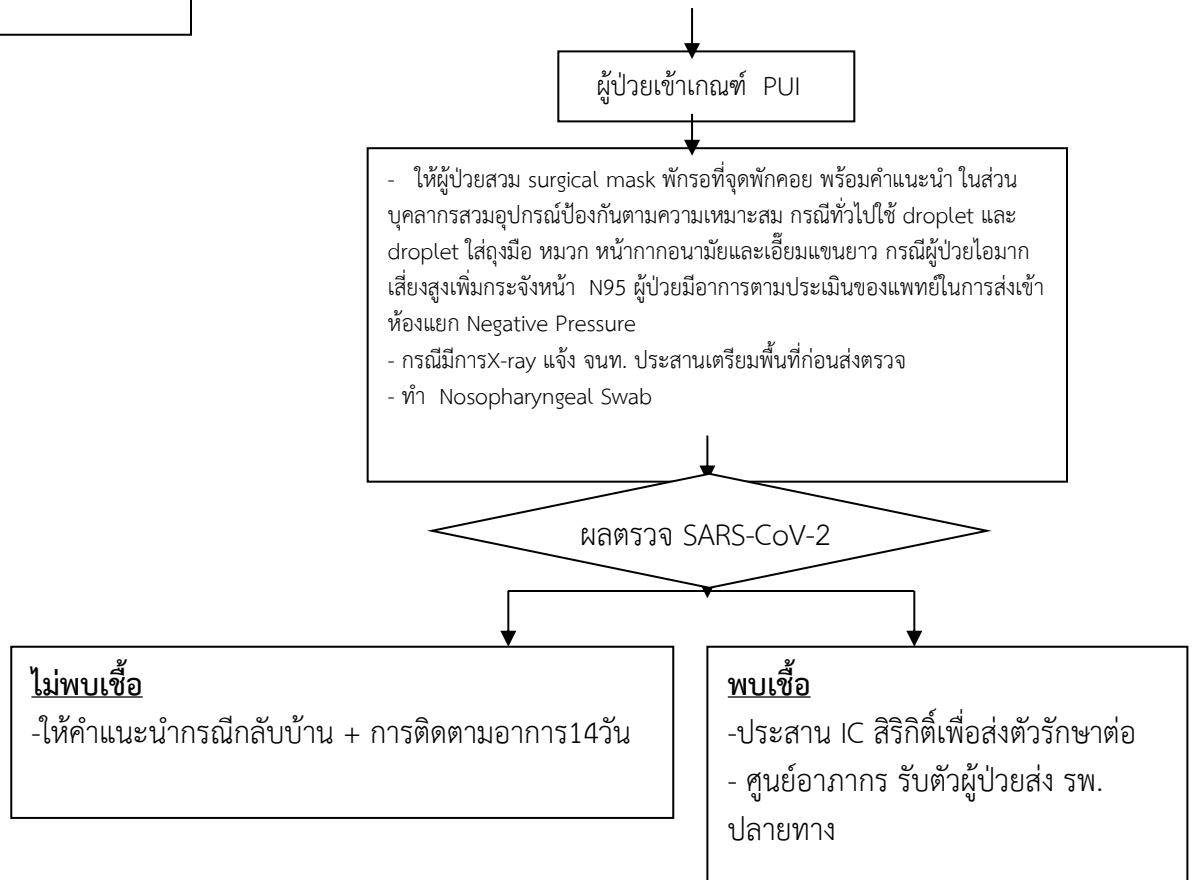 ผู้ป่วยเข้าเกณฑ์ PUI
- ให้ผู้ป่วยสวม surgical mask พักรอที่จุดพักคอย พร้อมคำแนะนำ ในส่วน
บุคลากรสวมอุปกรณ์ป้องกันตามความเหมาะสม กรณีทั่วไปใช้ droplet และ
droplet ใส่ถุงมือ หมวก หน้ากากอนามัยและเอี๊ยมแขนยาว กรณีผู้ป่วยไอมาก
เสี่ยงสูงเพิ่มกระจังหน้า N95 ผู้ป่วยมีอาการตามประเมินของแพทย์ในการส่งเข้า
ห้องแยก Negative Pressure
- กรณีมีการX-ray แจ้ง จนท. ประสานเตรียมพื้นที่ก่อนส่งตรวจ
- ทำ Nosopharyngeal Swab
ผลตรวจ SARS-CoV-2
ไม่พบเชื้อ
-ให้คำแนะนำกรณีกลับบ้าน + การติดตามอาการ14วัน
พบเชื้อ
-ประสาน IC สิริกิติ์เพื่อส่งตัวรักษาต่อ
- ศูนย์อาภากร รับตัวผู้ป่วยส่ง รพ.
ปลายทาง